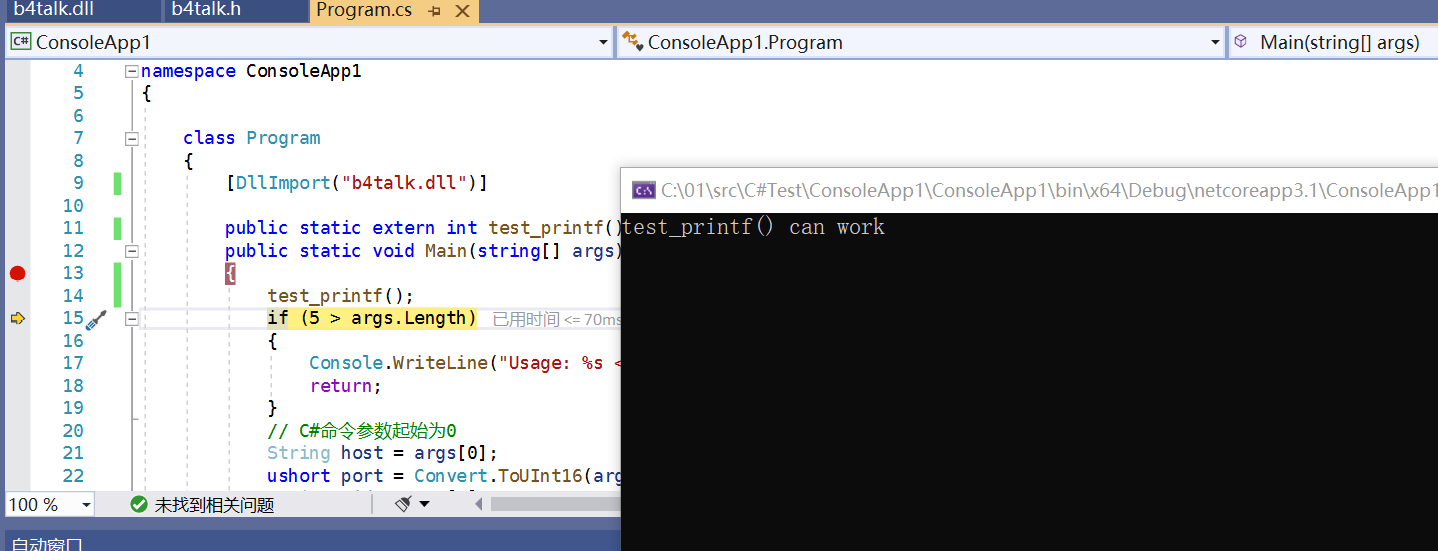 b4talk.dll b4talk.h Program.cs
C# ConsoleApp1 ConsoleApp1.Program Main(string[] args)
4 namespace ConsoleApp1
5 {
6
7 class Program
8 {
9 [DllImport("b4talk.dll")]
10
11 public static extern int test_printf()
12 public static void Main(string[] args)
13 {
14 test_printf();
15 if (5 > args.Length) 已用时间 <= 70ms
16 {
17 Console.WriteLine("Usage: %s <
18 return;
19 }
20 // C#命令参数起始为0
21 String host = args[0];
22 ushort port = Convert.ToUInt16(arg
100 % 未找到相关问题
自动窗口
C:\01\src\C#Test\ConsoleApp1\ConsoleApp1\bin\x64\Debug\netcoreapp3.1\ConsoleApp1
test_printf() can work